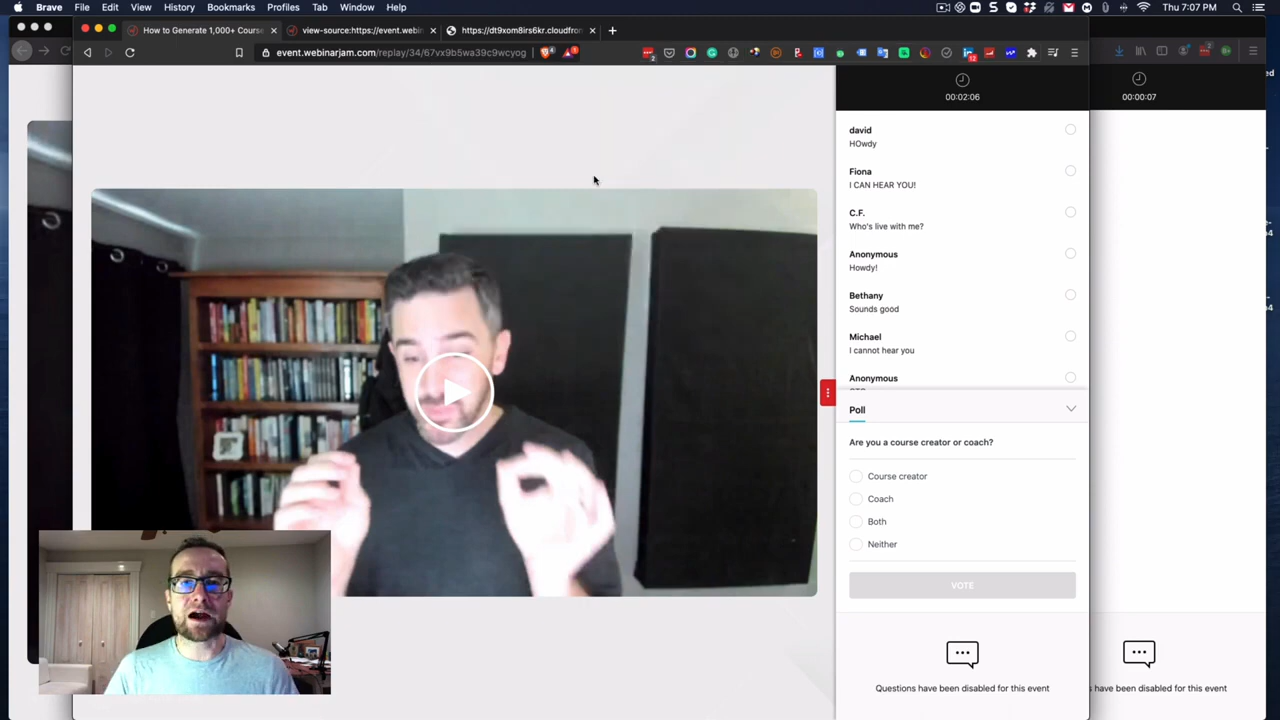 Brave File Edit View History Bookmarks Profiles Tab Window Help Thu 7:07 PM
How to Generate 1,000+ Course
view-source:https://event.webinarj
https://dt9xom8irs6kr.cloudfron
event.webinarjam.com/replay/34/67vx9b5wa39c9wcyog
00:02:06
00:00:07
david
HOwdy
Fiona
I CAN HEAR YOU!
C.F.
Who's live with me?
Anonymous
Howdy!
Bethany
Sounds good
Michael
I cannot hear you
Anonymous
Poll
Are you a course creator or coach?
Course creator
Coach
Both
Neither
VOTE
Questions have been disabled for this event
have been disabled for this event